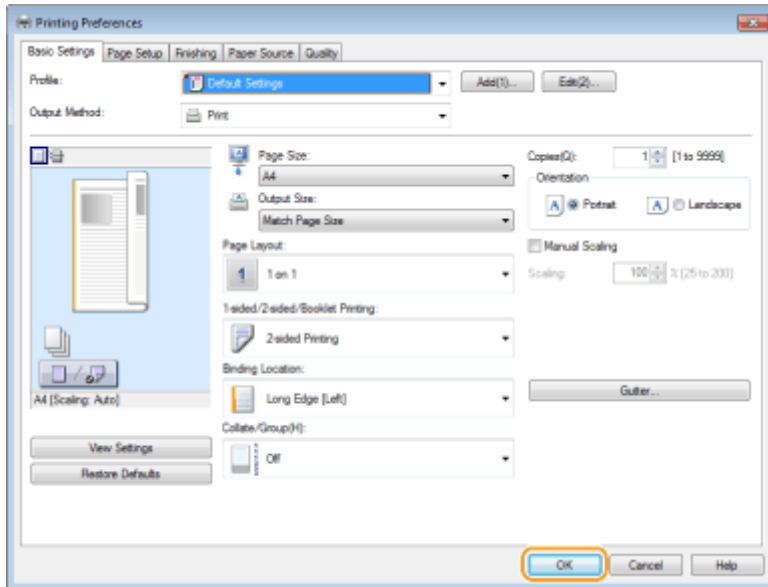 Printing Preferences
Basic Settings Page Setup Finishing Paper Source Quality
Profile: Default Settings Add(1)... Edit(2)...
Output Method: Print
Page Size: Copies(Q): 1 [1 to 9999]
A4 Orientation
Output Size: A Portrait A Landscape
Match Page Size
Page Layout: Manual Scaling
1 1 on 1 Scaling: 100 % [25 to 200]
1-sided/2-sided/Booklet Printing:
2-sided Printing
Binding Location:
A4 [Scaling: Auto] Long Edge [Left] Gutter...
Collate/Group(H):
View Settings Off
Restore Defaults
OK Cancel Help